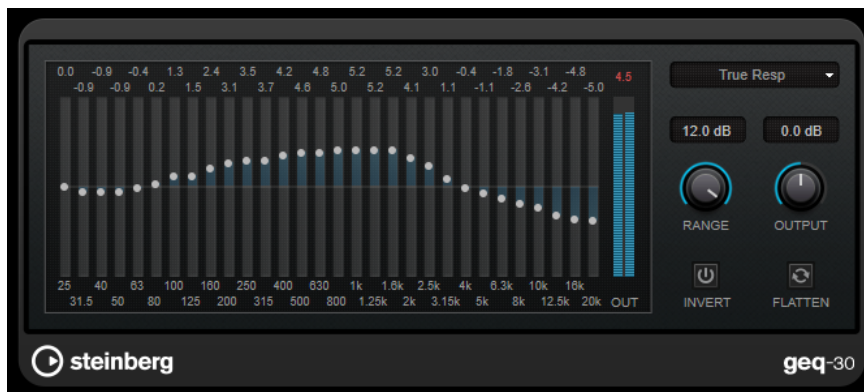 0.0 -0.9 -0.4 1.3 2.4 3.5 4.2 4.8 5.2 5.2 3.0 -0.4 -1.8 -3.1 -4.8 4.5
-0.9 -0.9 0.2 1.5 3.1 3.7 4.6 5.0 5.2 4.1 1.1 -1.1 -2.6 -4.2 -5.0
True Resp
12.0 dB 0.0 dB
RANGE OUTPUT
25 40 63 100 160 250 400 630 1k 1.6k 2.5k 4k 6.3k 10k 16k
31.5 50 80 125 200 315 500 800 1.25k 2k 3.15k 5k 8k 12.5k 20k OUT
INVERT FLATTEN
steinberg
geq-30